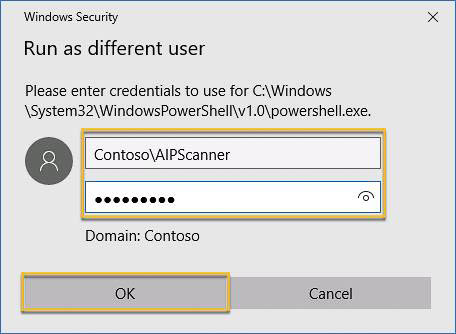 Windows Security
Run as different user
Please enter credentials to use for C:\Windows
\System32\WindowsPowerShell\v1.0\powershell.exe.
Contoso\AIPScanner
●●●●●●●●●
Domain: Contoso
OK
Cancel